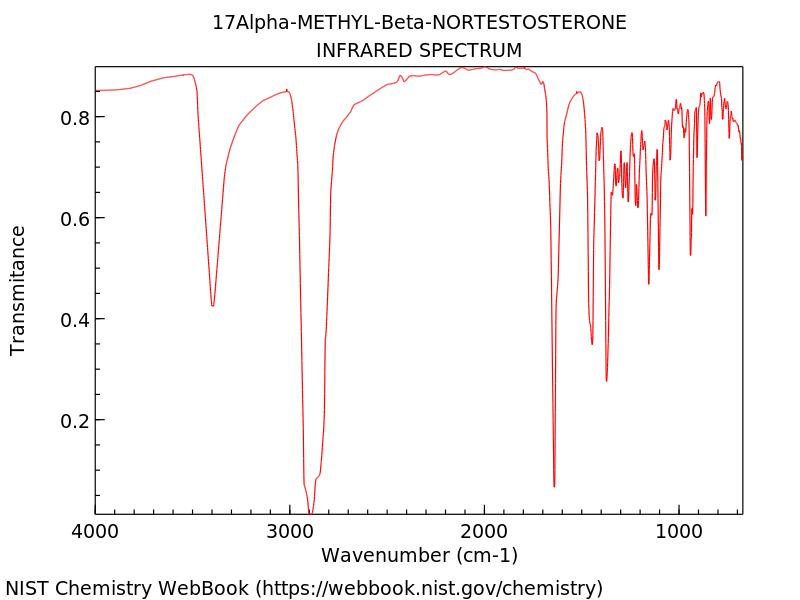 17Alpha-METHYL-Beta-NORTESTOSTERONE
INFRARED SPECTRUM
Transmitance
0.8
0.6
0.4
0.2
4000 3000 2000 1000
Wavenumber (cm-1)
NIST Chemistry WebBook (https://webbook.nist.gov/chemistry)